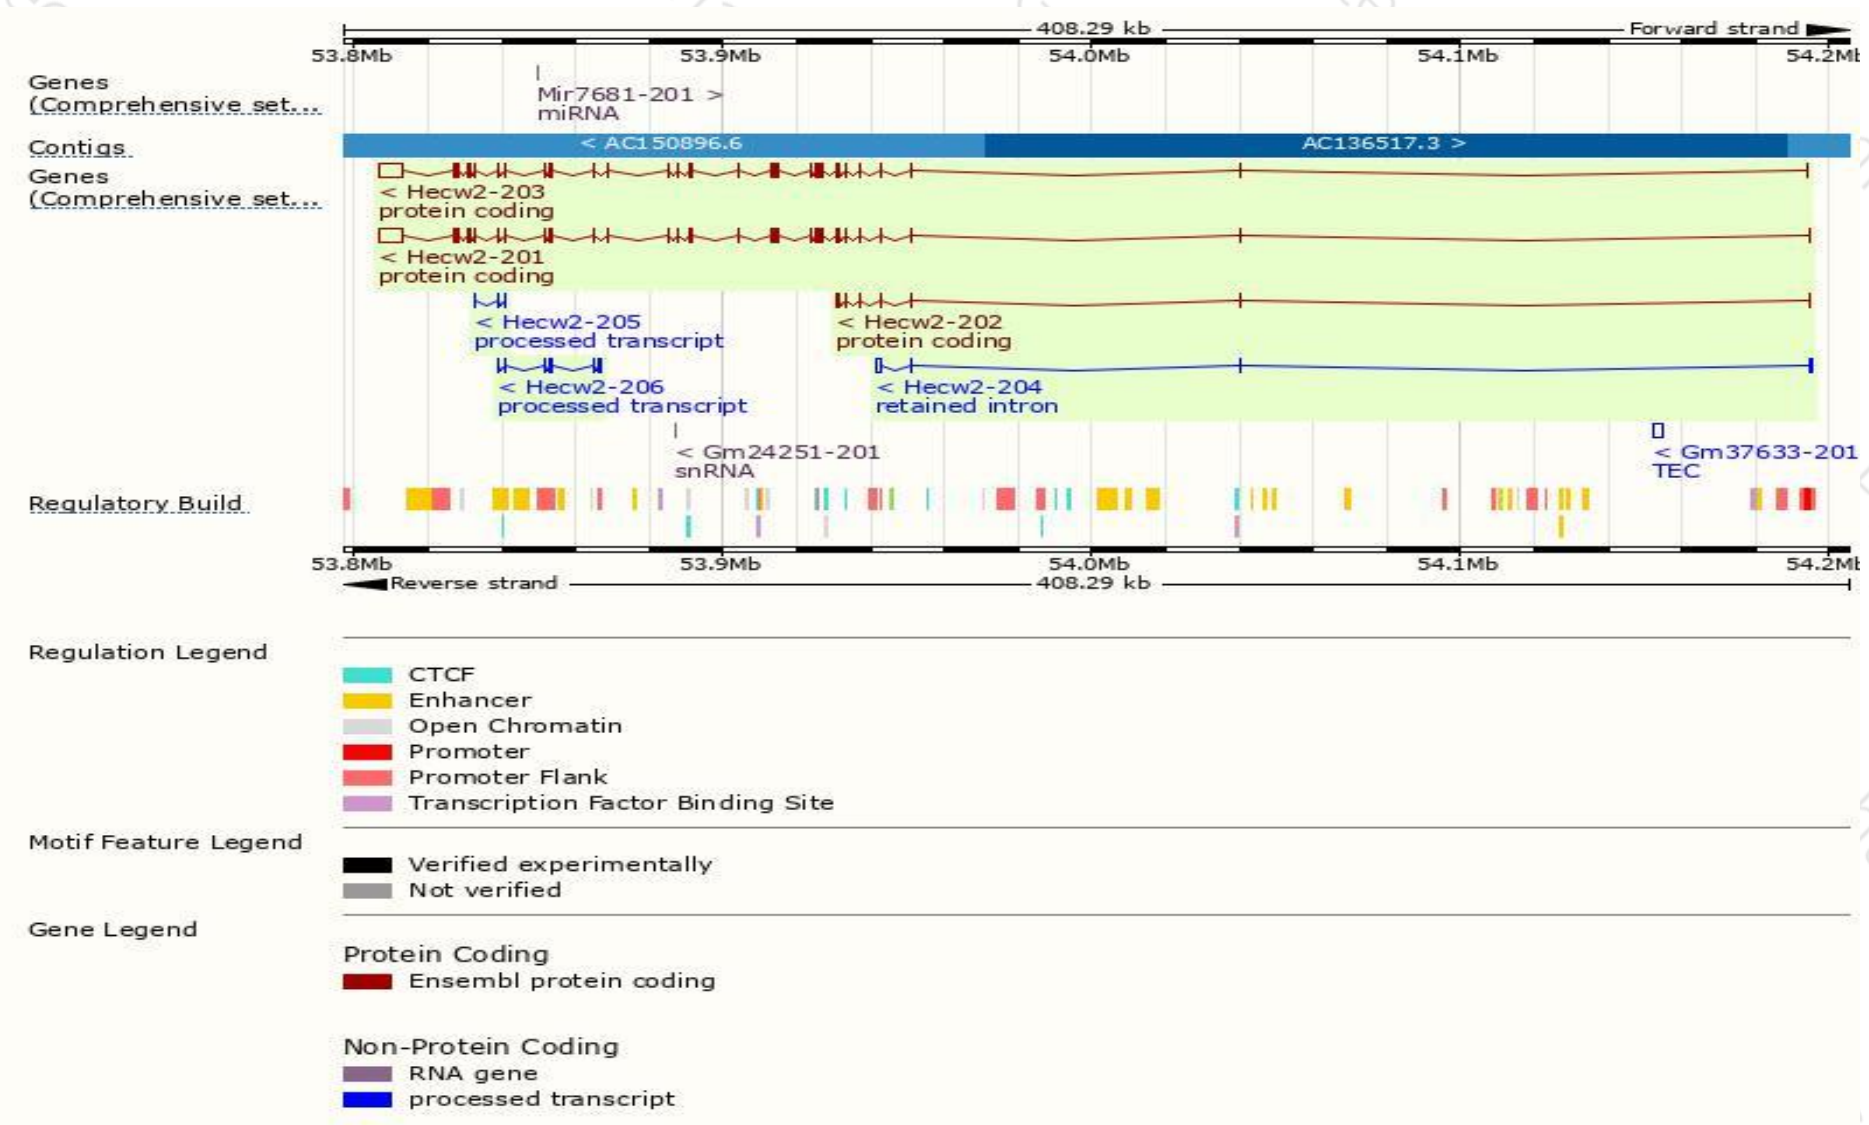 408.29 kb Forward strand
53.8Mb 53.9Mb 54.0Mb 54.1Mb 54.2Mb
Genes
(Comprehensive set...
Mir7681-201 >
miRNA
Contigs
< AC150896.6 AC136517.3 >
Genes
(Comprehensive set...
< Hecw2-203
protein coding
< Hecw2-201
protein coding
< Hecw2-205 < Hecw2-202
processed transcript protein coding
< Hecw2-206 < Hecw2-204
processed transcript retained intron
< Gm24251-201 < Gm37633-201
snRNA TEC
Regulatory Build
53.8Mb 53.9Mb 54.0Mb 54.1Mb 54.2Mb
Reverse strand 408.29 kb
Regulation Legend
CTCF
Enhancer
Open Chromatin
Promoter
Promoter Flank
Transcription Factor Binding Site
Motif Feature Legend
Verified experimentally
Not verified
Gene Legend
Protein Coding
Ensembl protein coding
Non-Protein Coding
RNA gene
processed transcript